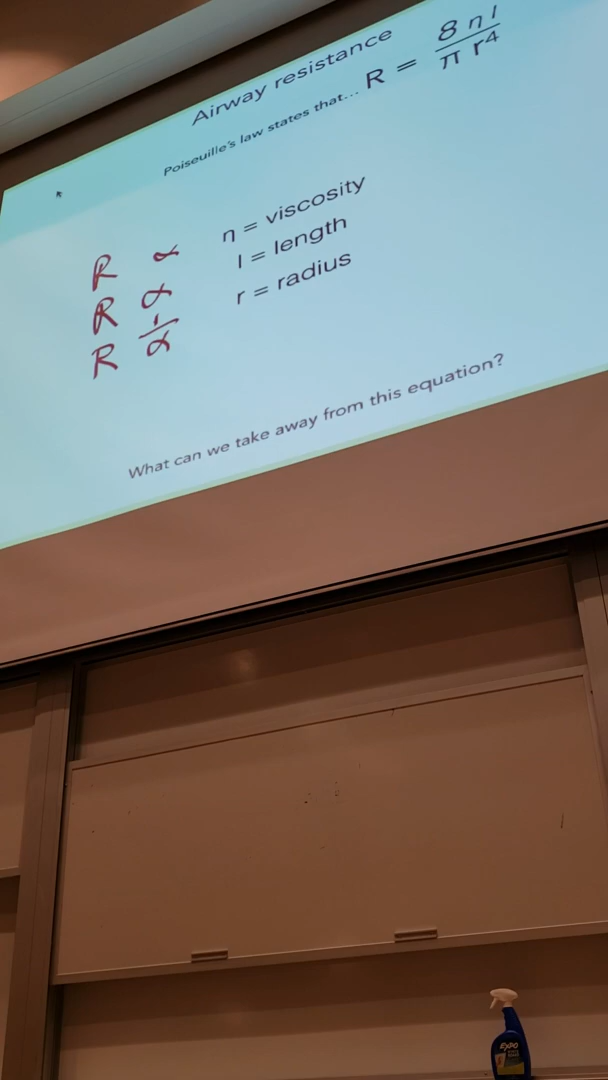 Airway resistance
Poiseuille's law states that... R = 8 n l / π r⁴
R ∝ n = viscosity
R ∝ l = length
R 1/∝ r = radius
What can we take away from this equation?
EXPO